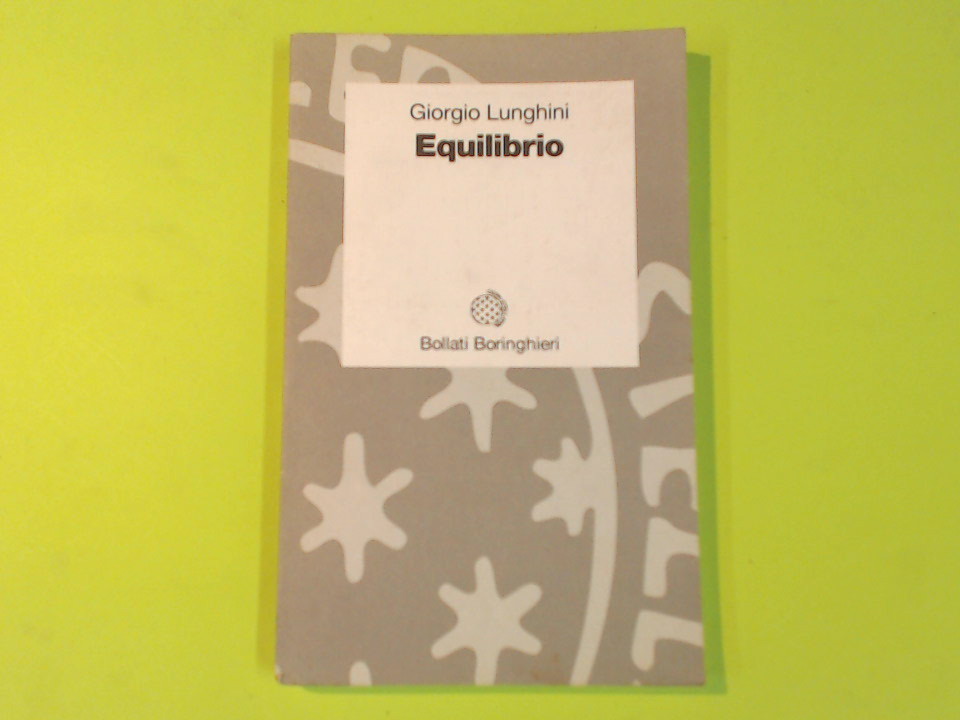 Giorgio Lunghini
Equilibrio
Bollati Boringhieri